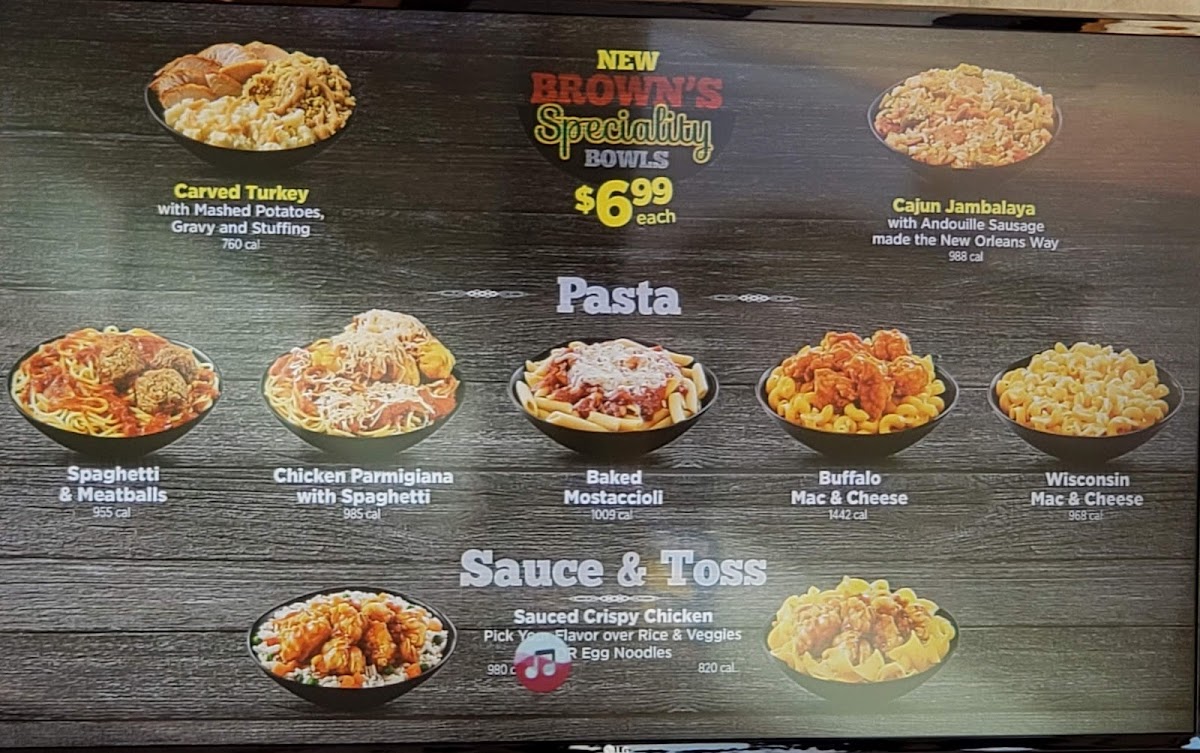 NEW
BROWN'S
Speciality
BOWLS
$6.99
each
Carved Turkey
with Mashed Potatoes,
Gravy and Stuffing
760 cal
Cajun Jambalaya
with Andouille Sausage
made the New Orleans Way
988 cal
Pasta
Spaghetti
& Meatballs
955 cal
Chicken Parmigiana
with Spaghetti
985 cal
Baked
Mostaccioli
1009 cal
Buffalo
Mac & Cheese
1442 cal
Wisconsin
Mac & Cheese
968 cal
Sauce & Toss
Sauced Crispy Chicken
Pick Flavor over Rice & Veggies
Egg Noodles
980
820 cal
LG